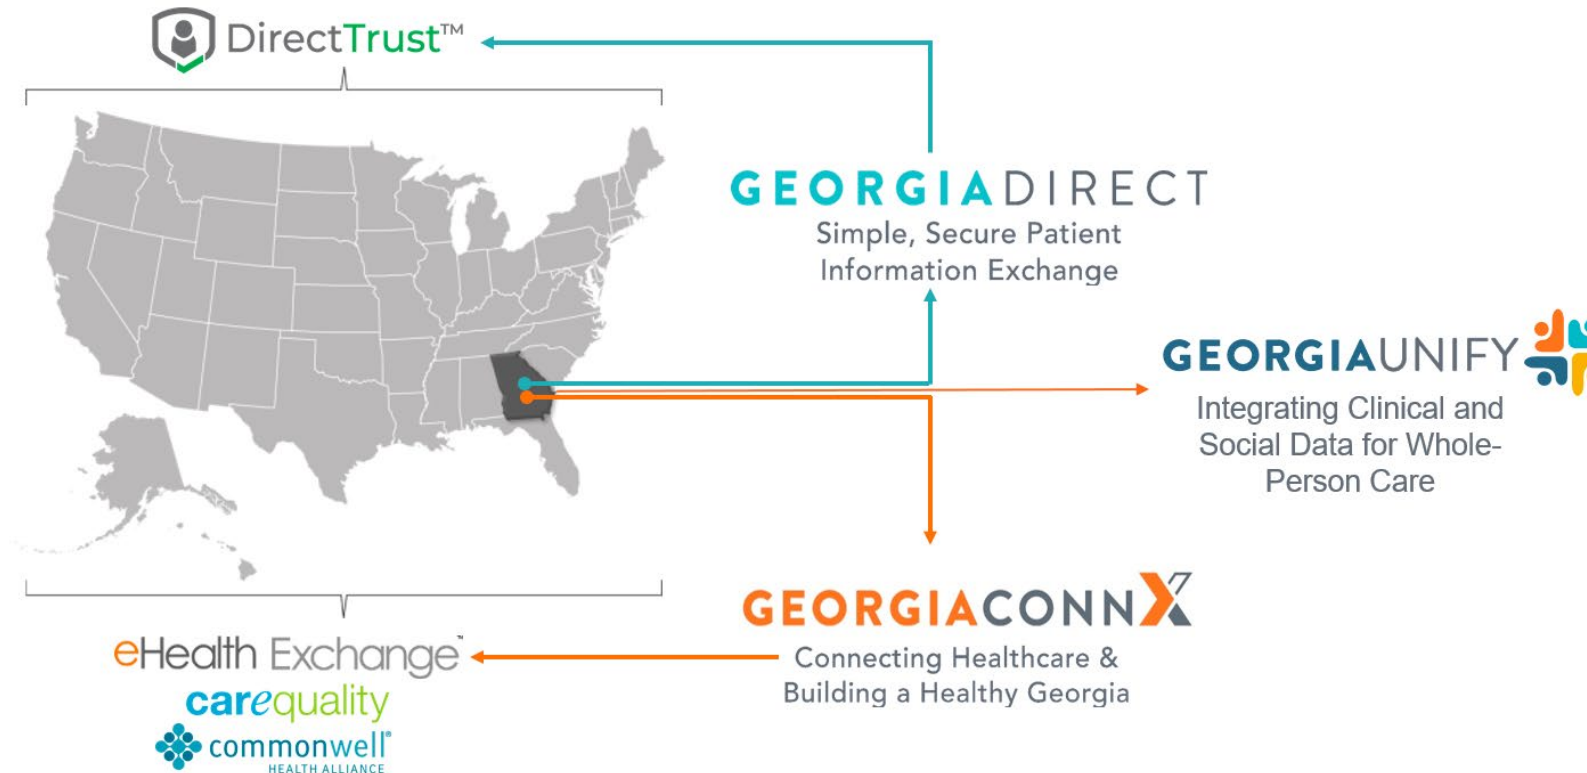 DirectTrust™
GEORGIADIRECT
Simple, Secure Patient
Information Exchange
GEORGIAUNIFY
Integrating Clinical and
Social Data for Whole-
Person Care
GEORGIACONNX
Connecting Healthcare &
Building a Healthy Georgia
eHealth Exchange™
carequality
commonwell®
HEALTH ALLIANCE